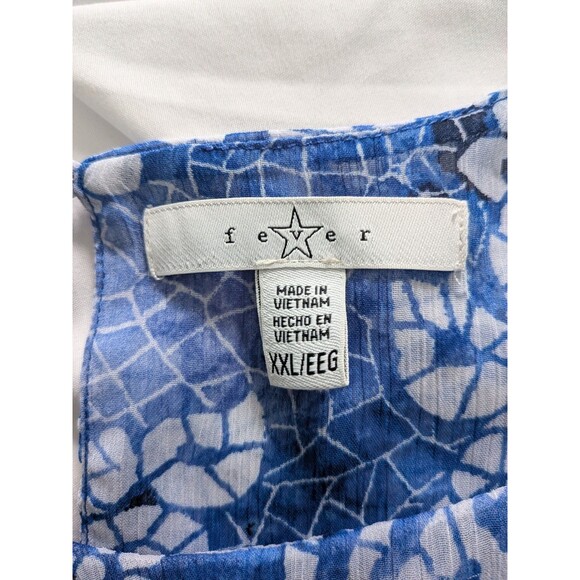 fever
MADE IN
VIETNAM
HECHO EN
VIETNAM
XXL/EEG